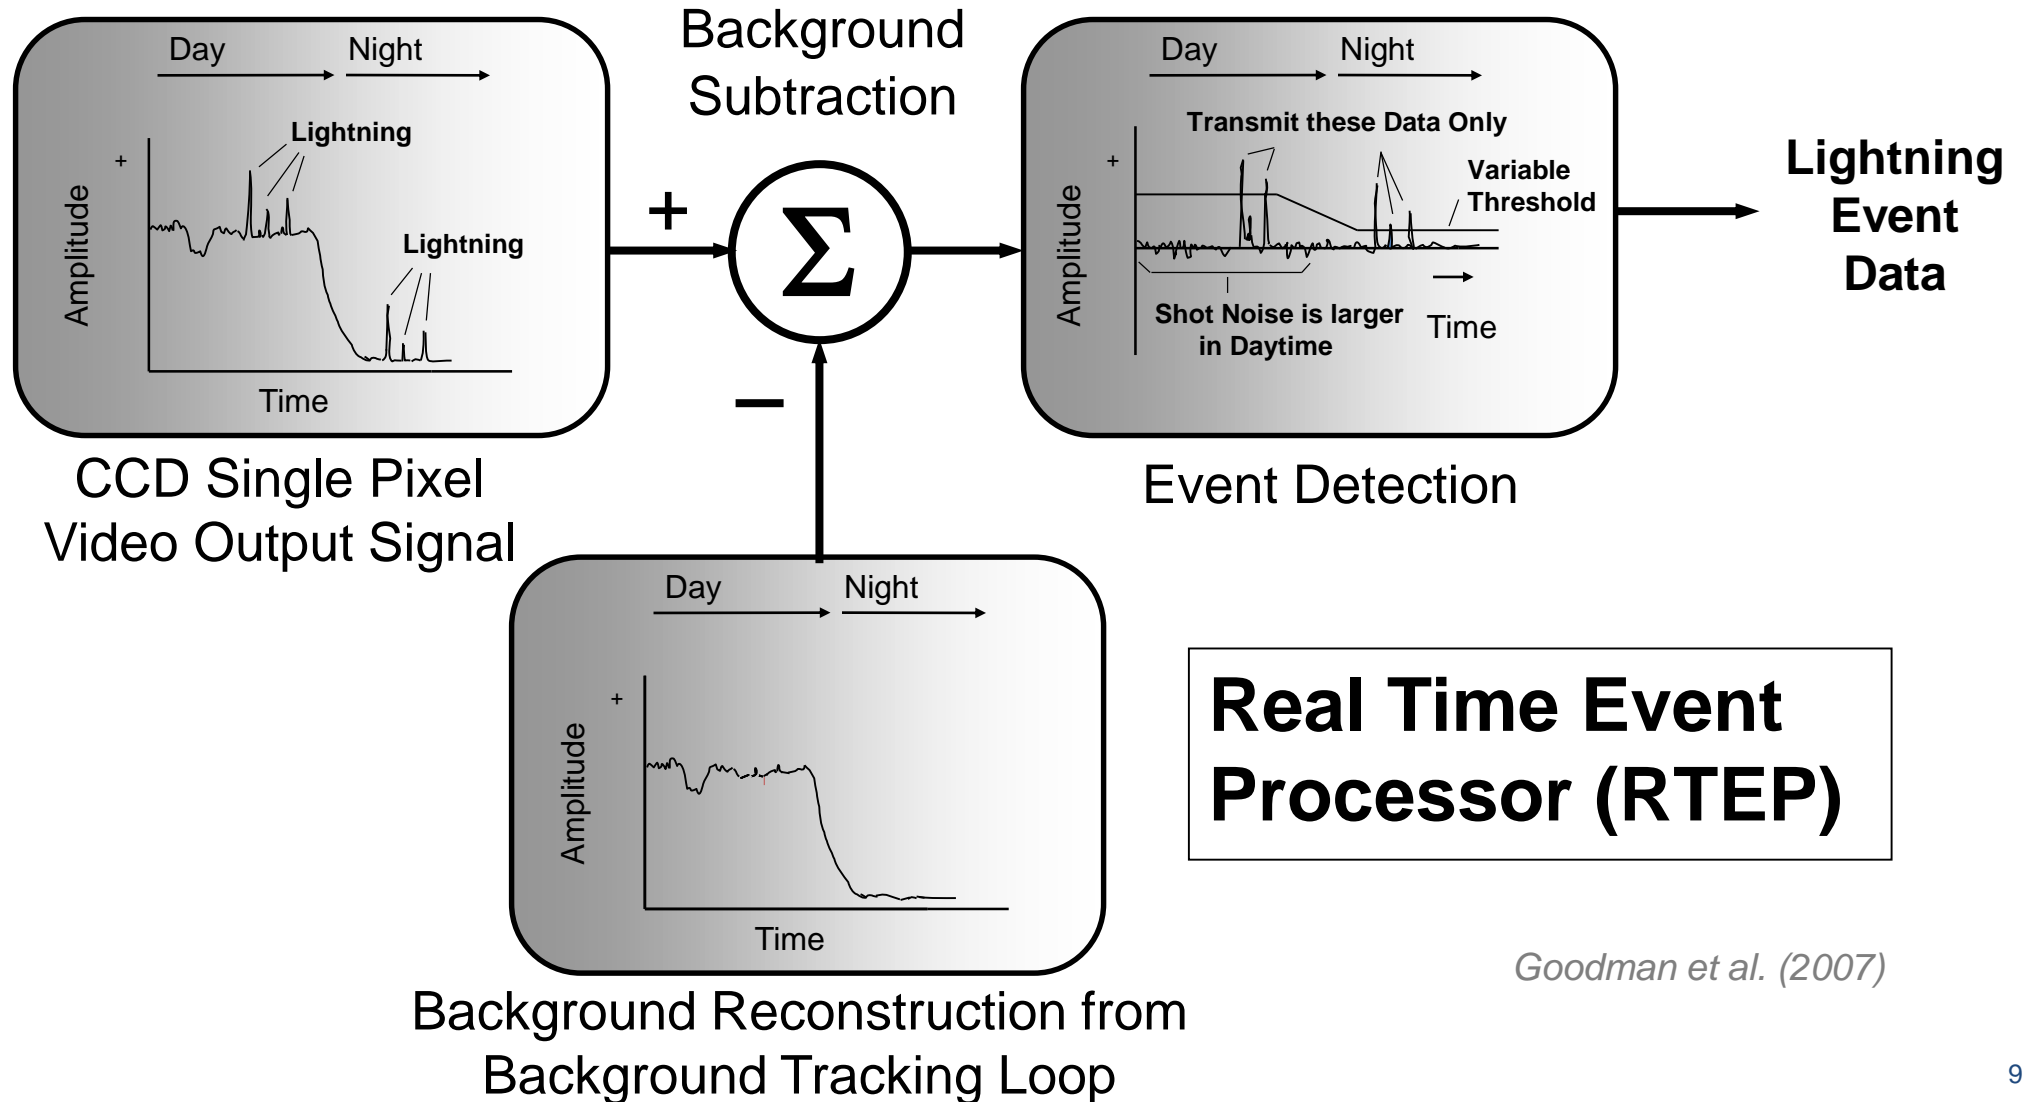 Day Night
+
Lightning
Lightning
Amplitude
Time
CCD Single Pixel
Video Output Signal
Background
Subtraction
+
Σ
–
Day Night
Transmit these Data Only
+
Variable
Threshold
Amplitude
Shot Noise is larger
in Daytime
Time
Event Detection
Lightning
Event
Data
Day Night
+
Amplitude
Time
Background Reconstruction from
Background Tracking Loop
Real Time Event
Processor (RTEP)
Goodman et al. (2007)
9